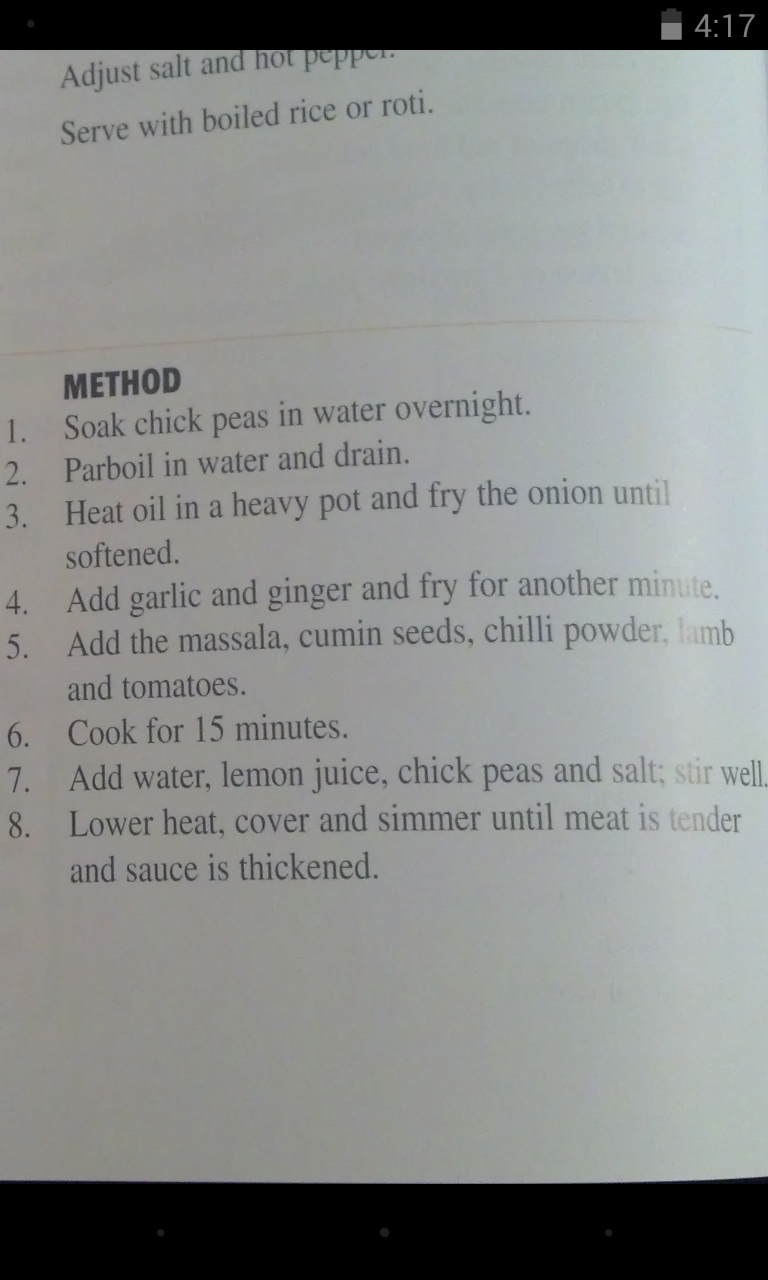 4:17
Adjust salt and hot pepper.
Serve with boiled rice or roti.
METHOD
1. Soak chick peas in water overnight.
2. Parboil in water and drain.
3. Heat oil in a heavy pot and fry the onion until
softened.
4. Add garlic and ginger and fry for another minute.
5. Add the massala, cumin seeds, chilli powder, lamb
and tomatoes.
6. Cook for 15 minutes.
7. Add water, lemon juice, chick peas and salt; stir well.
8. Lower heat, cover and simmer until meat is tender
and sauce is thickened.